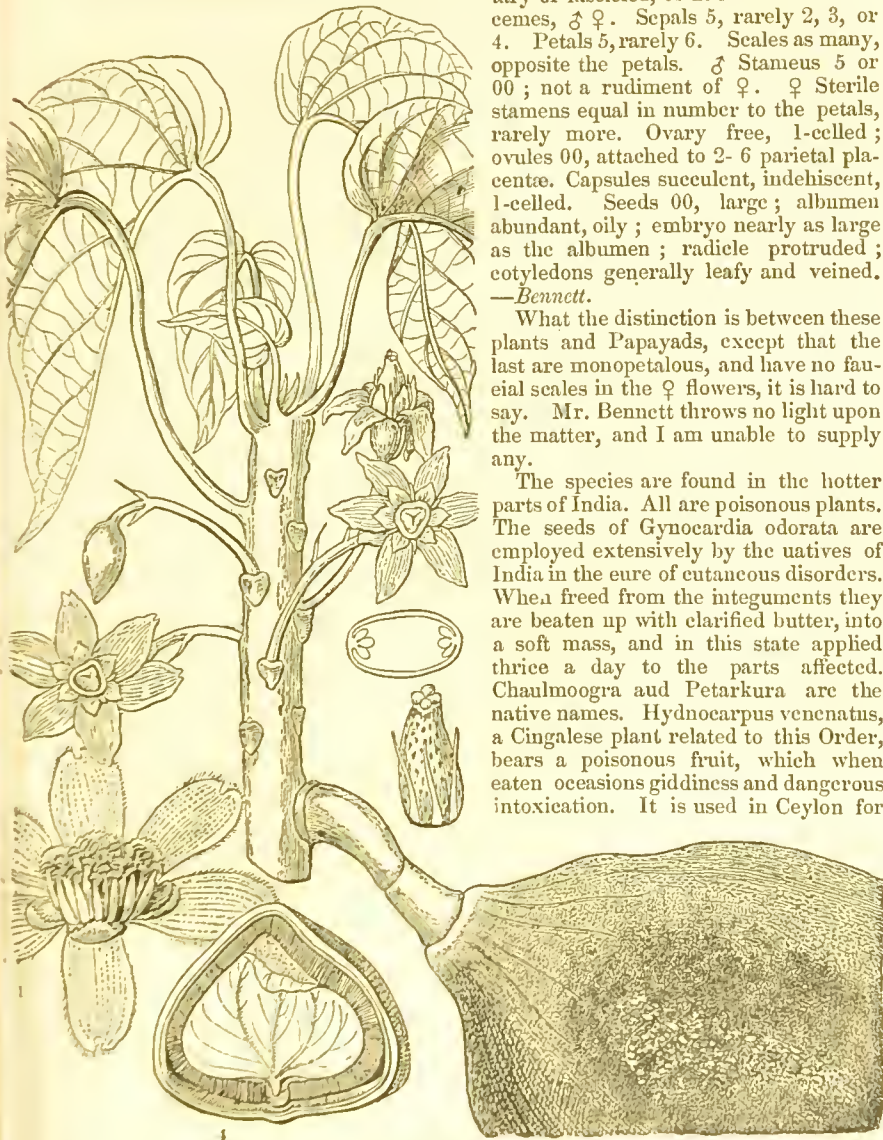 cemes, ♂ ♀. Sepals 5, rarely 2, 3, or
4. Petals 5, rarely 6. Scales as many,
opposite the petals. ♂ Stameus 5 or
00 ; not a rudiment of ♀. ♀ Sterile
stamens equal in number to the petals,
rarely more. Ovary free, 1-celled ;
ovules 00, attached to 2- 6 parietal pla-
centæ. Capsules succulent, indehiscent,
1-celled. Seeds 00, large ; albumen
abundant, oily ; embryo nearly as large
as the albumen ; radicle protruded ;
cotyledons generally leafy and veined.
—Bennett.
What the distinction is between these
plants and Papayads, except that the
last are monopetalous, and have no fau-
cial scales in the ♀ flowers, it is hard to
say. Mr. Bennett throws no light upon
the matter, and I am unable to supply
any.
The species are found in the hotter
parts of India. All are poisonous plants.
The seeds of Gynocardia odorata are
employed extensively by the natives of
India in the cure of cutaneous disorders.
When freed from the integuments they
are beaten up with clarified butter, into
a soft mass, and in this state applied
thrice a day to the parts affected.
Chaulmoogra and Petarkura are the
native names. Hydnocarpus venenatus,
a Cingalese plant related to this Order,
bears a poisonous fruit, which when
eaten occasions giddiness and dangerous
intoxication. It is used in Ceylon for
1